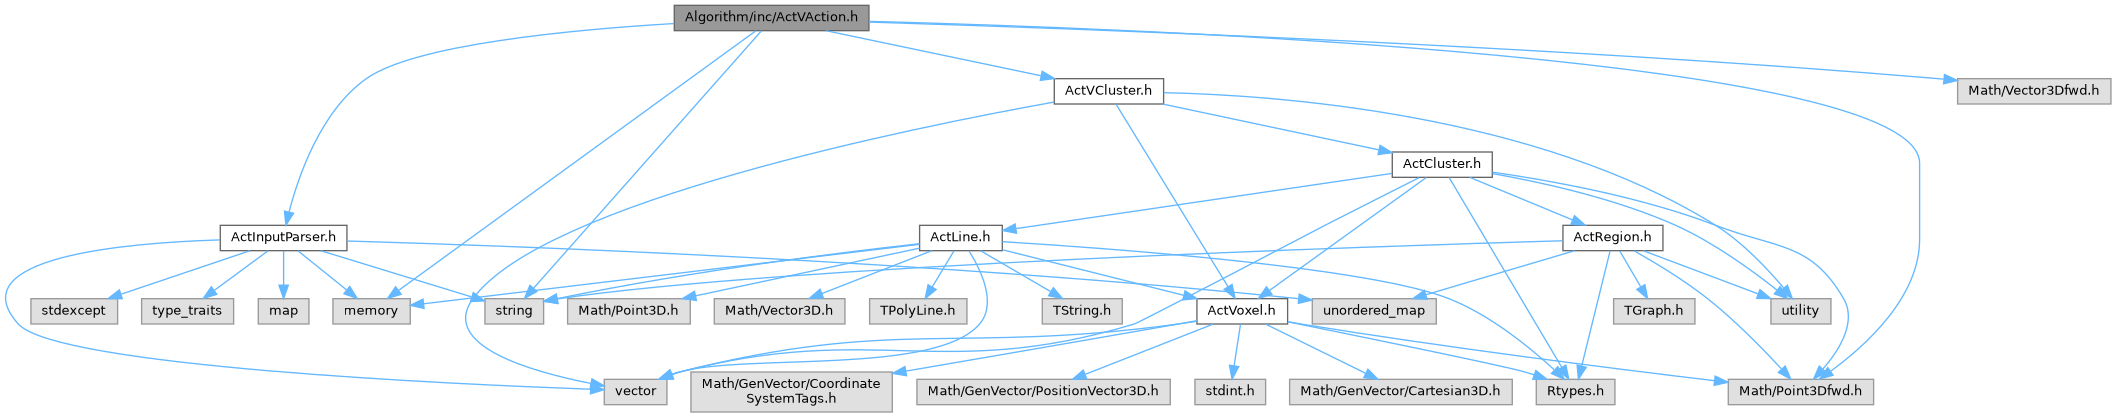 Algorithm/inc/ActVAction.h
ActVCluster.h
Math/Vector3Dfwd.h
ActCluster.h
ActInputParser.h
ActLine.h
ActRegion.h
stdexcept
type_traits
map
memory
string
Math/Point3D.h
Math/Vector3D.h
TPolyLine.h
TString.h
ActVoxel.h
unordered_map
TGraph.h
utility
vector
Math/GenVector/Coordinate
SystemTags.h
Math/GenVector/PositionVector3D.h
stdint.h
Math/GenVector/Cartesian3D.h
Rtypes.h
Math/Point3Dfwd.h